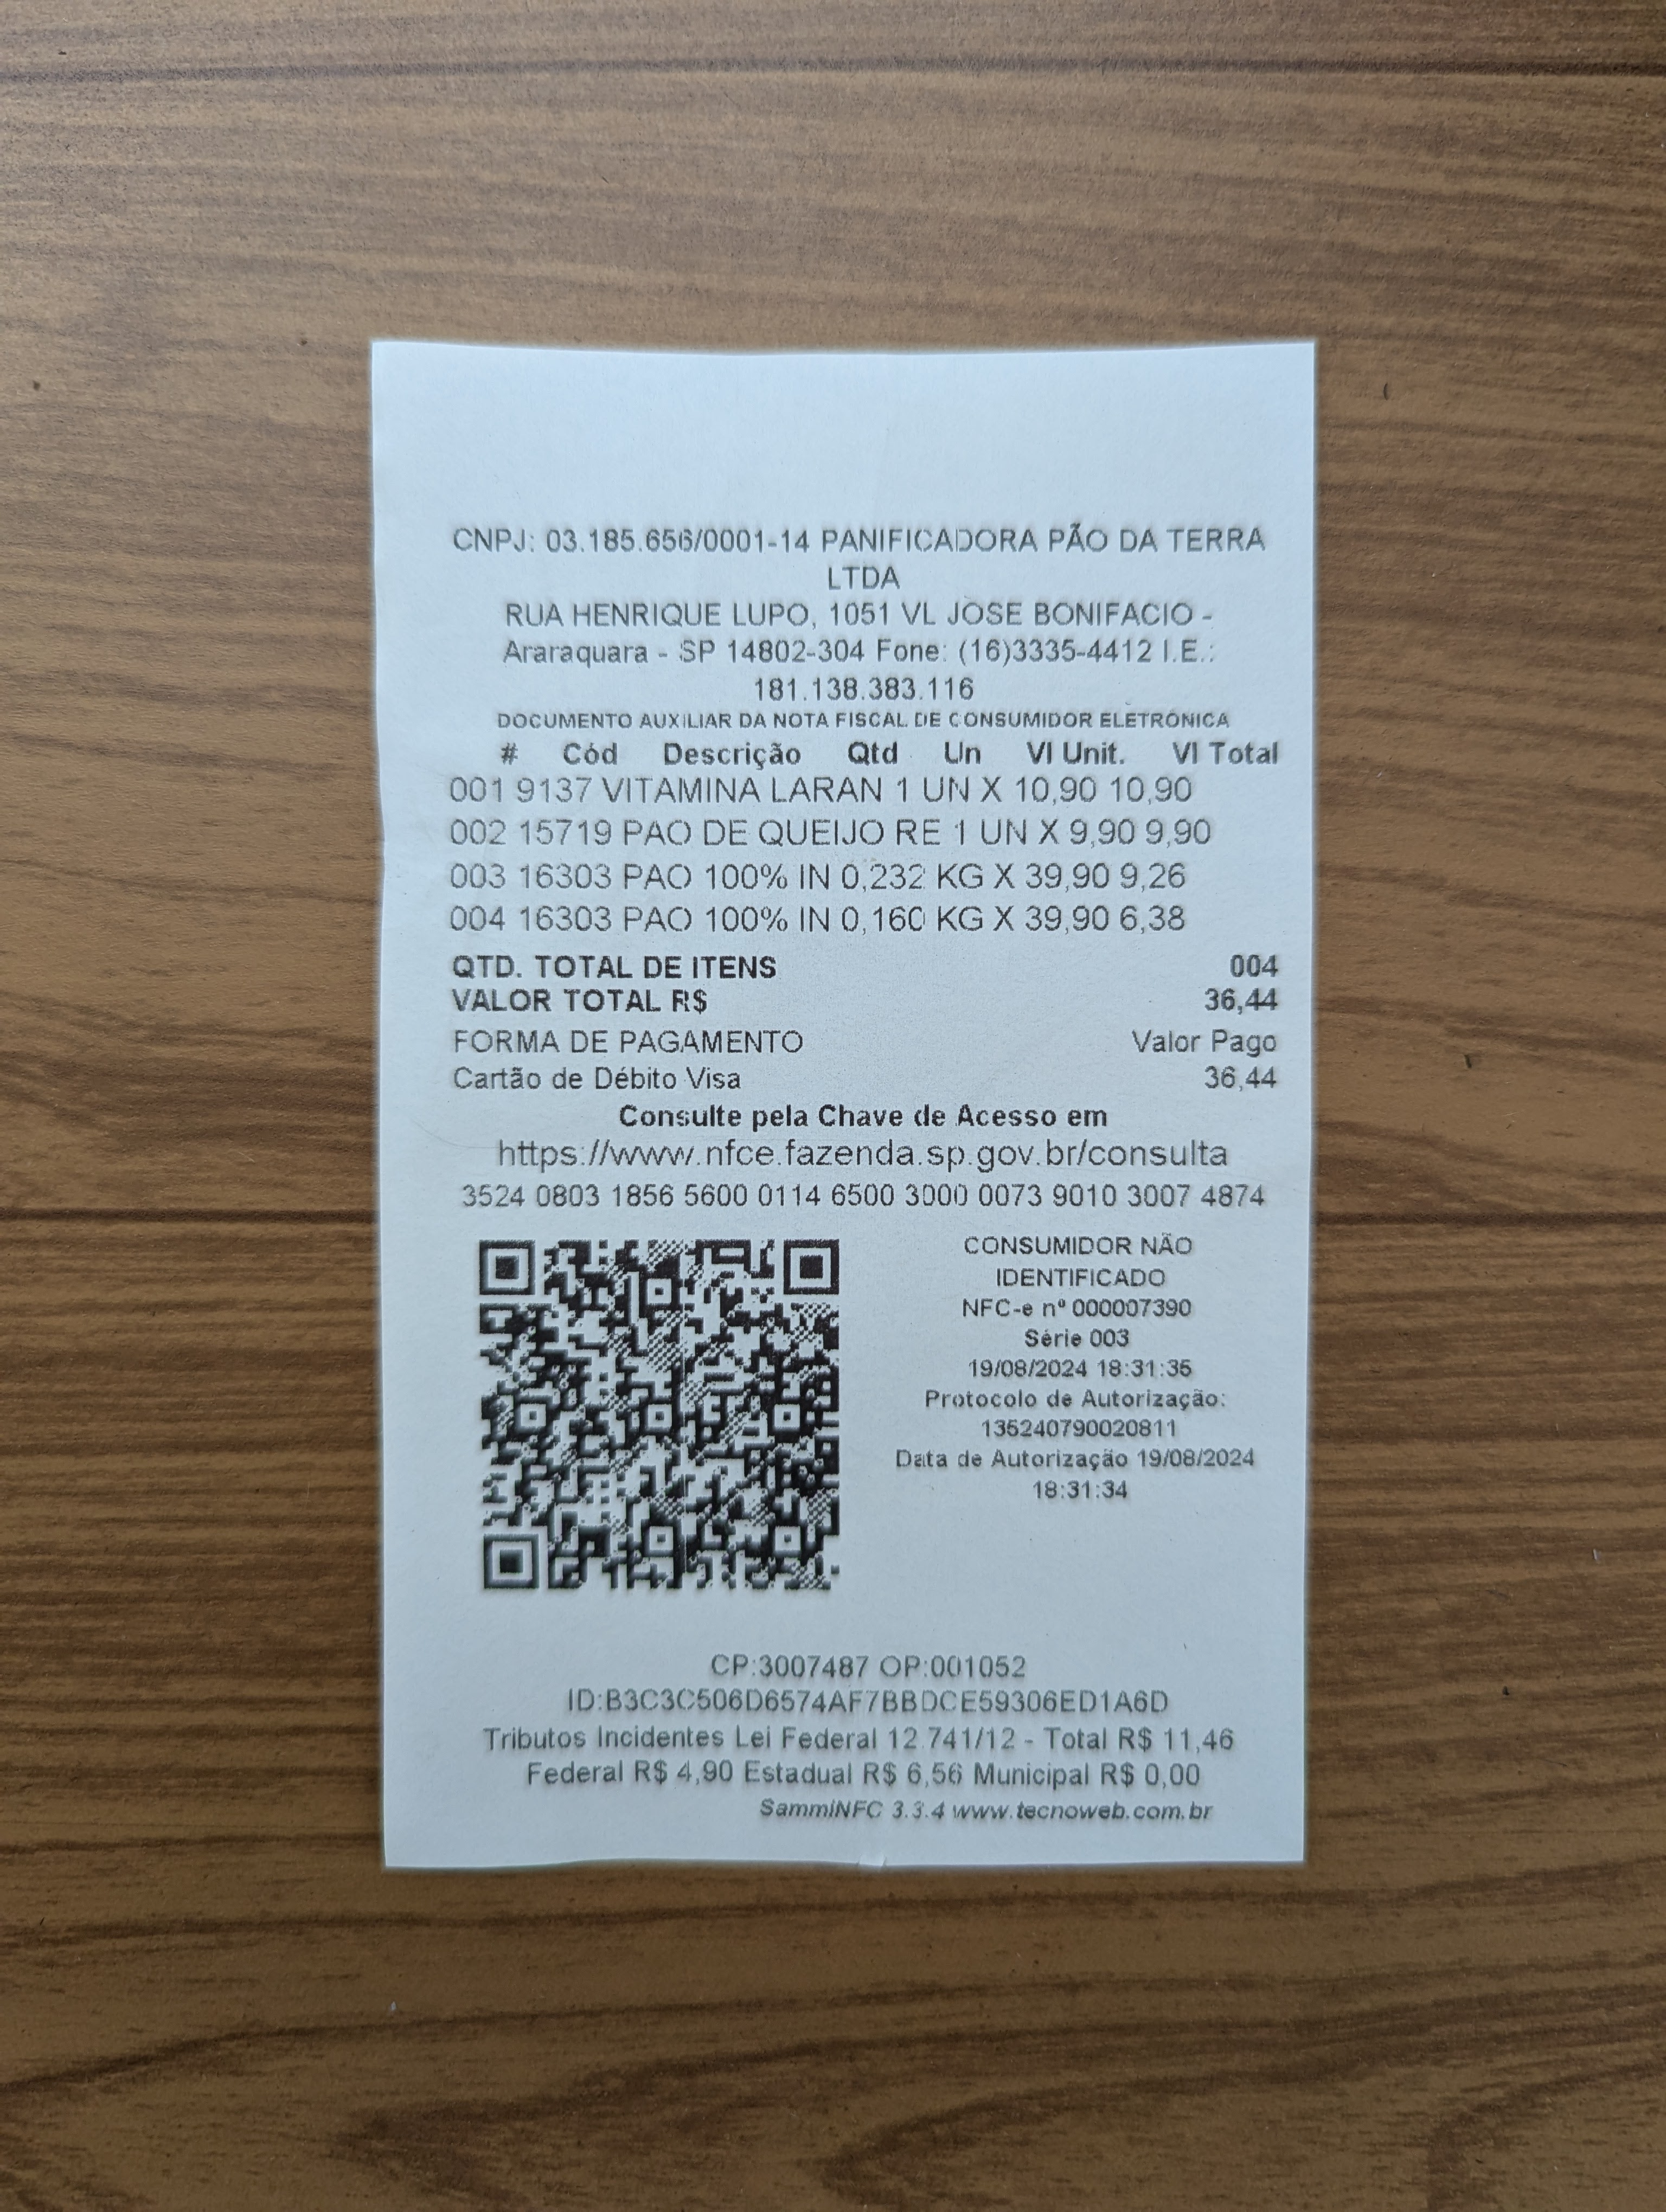 CNPJ: 03.185.656/0001-14 PANIFICADORA PÃO DA TERRA
LTDA
RUA HENRIQUE LUPO, 1051 VL JOSE BONIFACIO -
Araraquara - SP 14802-304 Fone: (16)3335-4412 I.E.:
181.138.383.116
DOCUMENTO AUXILIAR DA NOTA FISCAL DE CONSUMIDOR ELETRÔNICA
# Cód Descrição Qtd Un Vl Unit. Vl Total
001 9137 VITAMINA LARAN 1 UN X 10,90 10,90
002 15719 PAO DE QUEIJO RE 1 UN X 9,90 9,90
003 16303 PAO 100% IN 0,232 KG X 39,90 9,26
004 16303 PAO 100% IN 0,160 KG X 39,90 6,38
QTD. TOTAL DE ITENS 004
VALOR TOTAL R$ 36,44
FORMA DE PAGAMENTO Valor Pago
Cartão de Débito Visa 36,44
Consulte pela Chave de Acesso em
https://www.nfce.fazenda.sp.gov.br/consulta
3524 0803 1856 5600 0114 6500 3000 0073 9010 3007 4874
CONSUMIDOR NÃO
IDENTIFICADO
NFC-e nº 000007390
Série 003
19/08/2024 18:31:35
Protocolo de Autorização:
135240790020811
Data de Autorização 19/08/2024
18:31:34
CP:3007487 OP:001052
ID:B3C3C506D6574AF7BBDCE59306ED1A6D
Tributos Incidentes Lei Federal 12.741/12 - Total R$ 11,46
Federal R$ 4,90 Estadual R$ 6,56 Municipal R$ 0,00
SammiNFC 3.3.4 www.tecnoweb.com.br